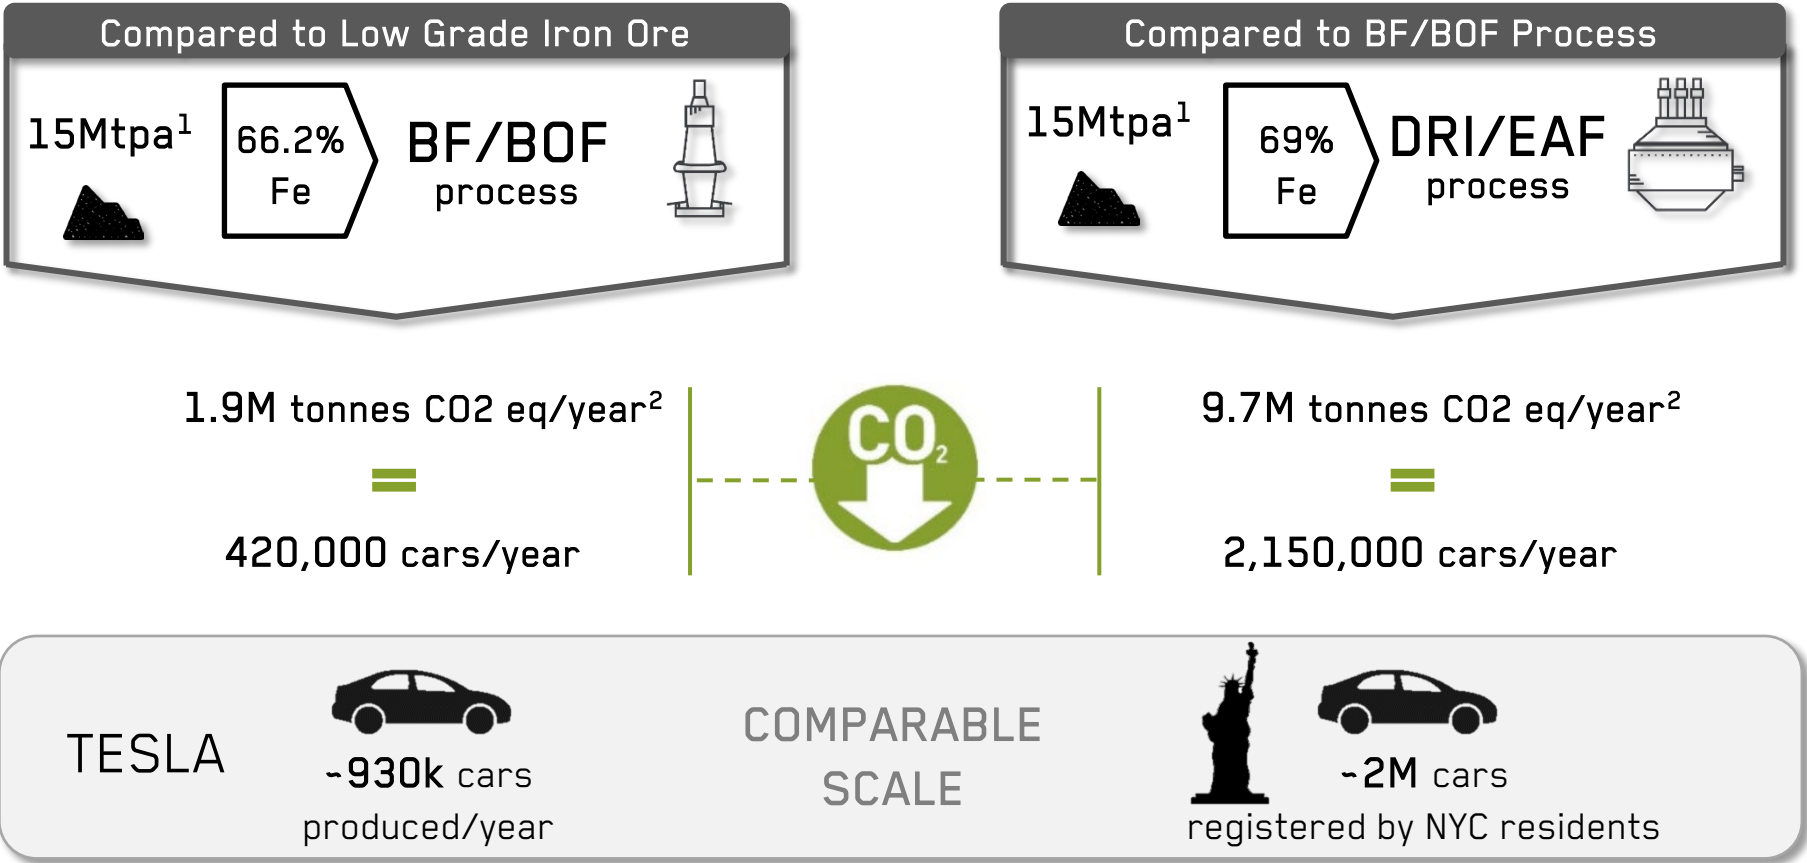 Compared to Low Grade Iron Ore
15Mtpa¹
66.2%
Fe
BF/BOF
process
Compared to BF/BOF Process
15Mtpa¹
69%
Fe
DRI/EAF
process
1.9M tonnes CO2 eq/year²
=
420,000 cars/year
CO₂
9.7M tonnes CO2 eq/year²
=
2,150,000 cars/year
TESLA
~930k cars
produced/year
COMPARABLE
SCALE
~2M cars
registered by NYC residents